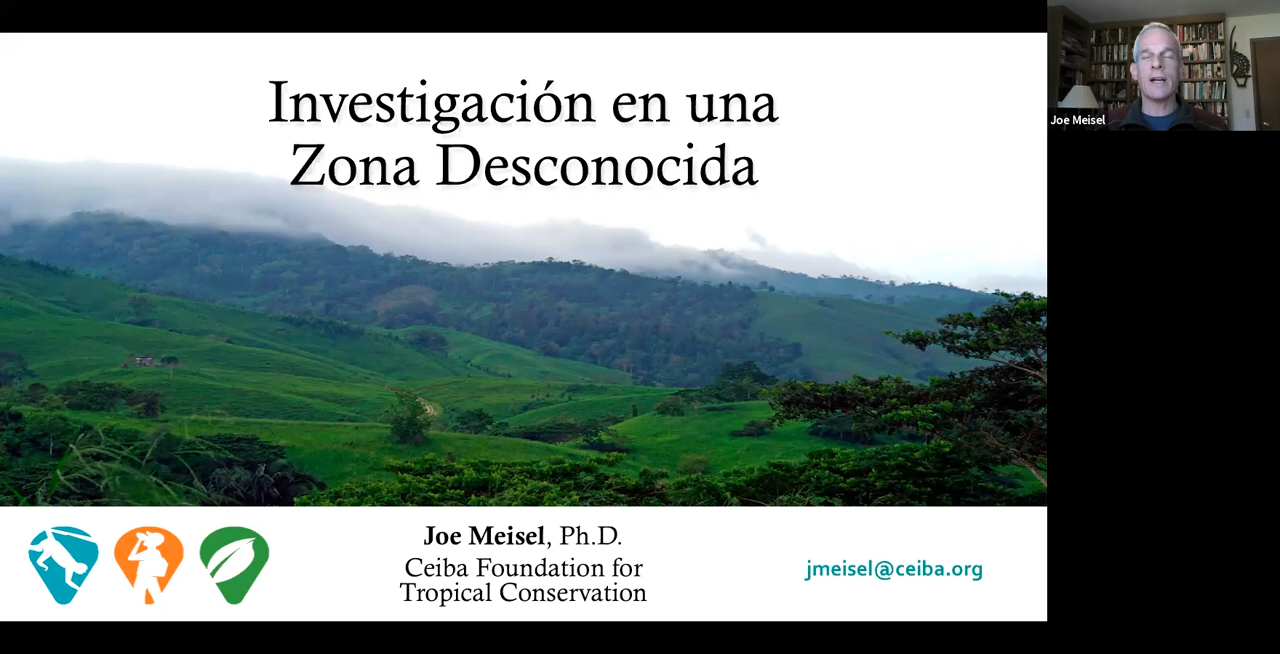 Investigación en una
Zona Desconocida
Joe Meisel
Joe Meisel, Ph.D.
Ceiba Foundation for
Tropical Conservation
jmeisel@ceiba.org